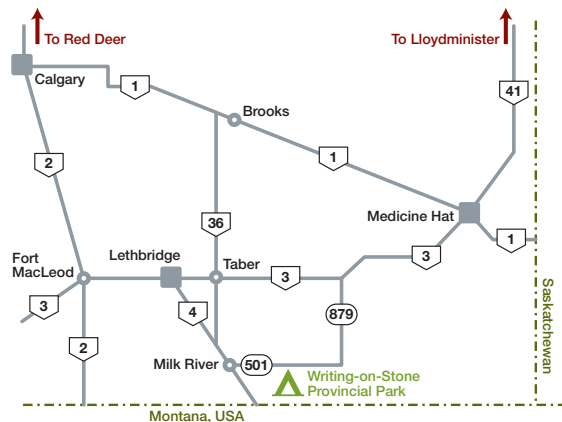 To Red Deer
To Lloydminister
Calgary
1
41
Brooks
2
1
Medicine Hat
36
1
Fort
MacLeod
Lethbridge
Taber
3
3
3
4
879
2
Milk River
501
Writing-on-Stone
Provincial Park
Saskatchewan
Montana, USA